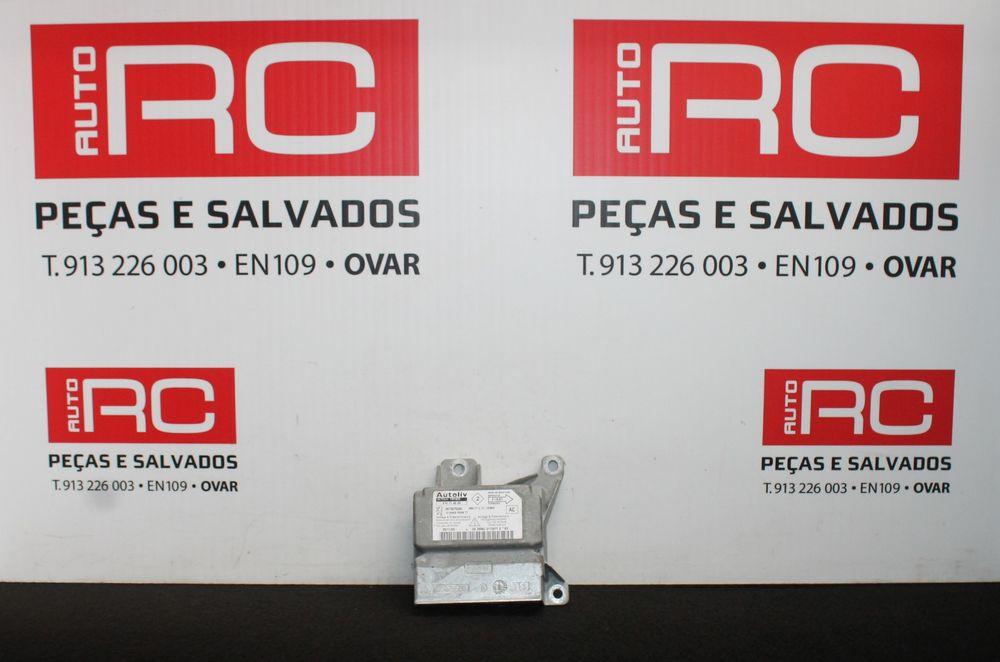 AUTO RC
PEÇAS E SALVADOS
T. 913 226 003 • EN109 • OVAR
AUTO RC
PEÇAS E SALVADOS
T. 913 226 003 • EN109 • OVAR
AUTO RC
PEÇAS E SALVADOS
T. 913 226 003 • EN109 • OVAR
AUTO RC
PEÇAS E SALVADOS
T. 913 226 003 • EN109 • OVAR
Autoliv
2
AC